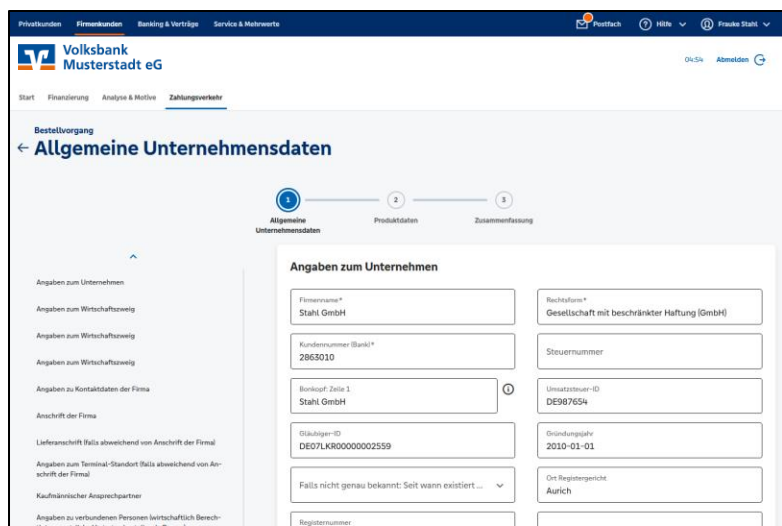 Privatkunden Firmenkunden Banking & Verträge Service & Mehrwerte Postfach Hilfe Frauke Stahl
Volksbank
Musterstadt eG
04:54 Abmelden
Start Finanzierung Analyse & Motive Zahlungsverkehr
Bestellvorgang
← Allgemeine Unternehmensdaten
1 2 3
Allgemeine Unternehmensdaten Produktdaten Zusammenfassung
Angaben zum Unternehmen
Angaben zum Wirtschaftszweig
Angaben zum Wirtschaftszweig
Angaben zum Wirtschaftszweig
Angaben zu Kontaktdaten der Firma
Anschrift der Firma
Lieferanschrift (falls abweichend von Anschrift der Firma)
Angaben zum Terminal-Standort (falls abweichend von An-
schrift der Firma)
Kaufmännischer Ansprechpartner
Angaben zu verbundenen Personen (wirtschaftlich Berech-
Angaben zum Unternehmen
Firmenname*
Stahl GmbH
Rechtsform*
Gesellschaft mit beschränkter Haftung (GmbH)
Kundennummer (Bank)*
2863010
Steuernummer
Bonkopf: Zeile 1
Stahl GmbH
Umsatzsteuer-ID
DE987654
Gläubiger-ID
DE07LKR00000002559
Gründungsjahr
2010-01-01
Falls nicht genau bekannt: Seit wann existiert ...
Ort Registergericht
Aurich
Registernummer